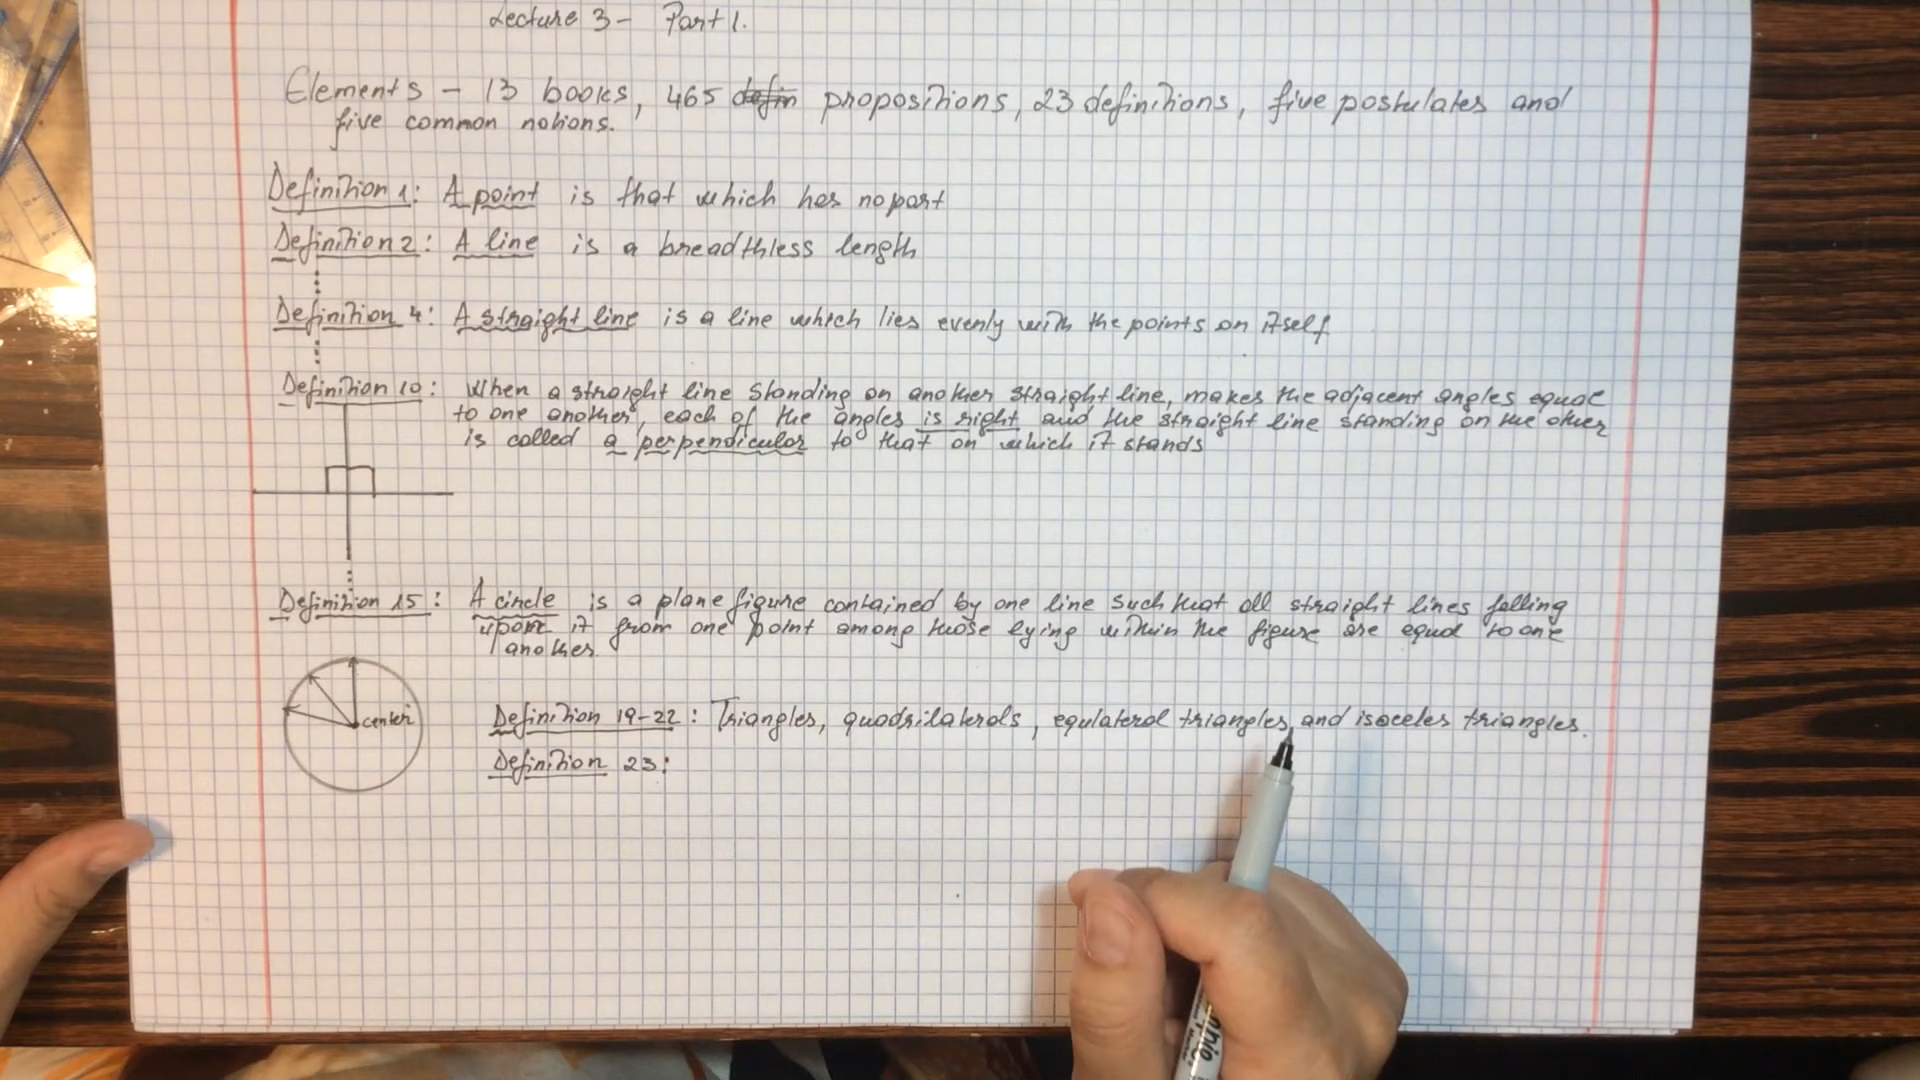 Lecture 3 - Part 1.
Elements - 13 books, 465 defin propositions, 23 definitions, five postulates and
five common notions.
Definition 1: A point is that which has no part
Definition 2: A line is a breadthless length
Definition 4: A straight line is a line which lies evenly with the points on itself
Definition 10: When a straight line standing on another straight line, makes the adjacent angles equal
to one another, each of the angles is right and the straight line standing on the other
is called a perpendicular to that on which it stands
Definition 15: A circle is a plane figure contained by one line such that all straight lines falling
upon it from one point among those lying within the figure are equal to one
another.
center
Definition 19-22: Triangles, quadrilaterals, equlateral triangles, and isoceles triangles.
Definition 23: